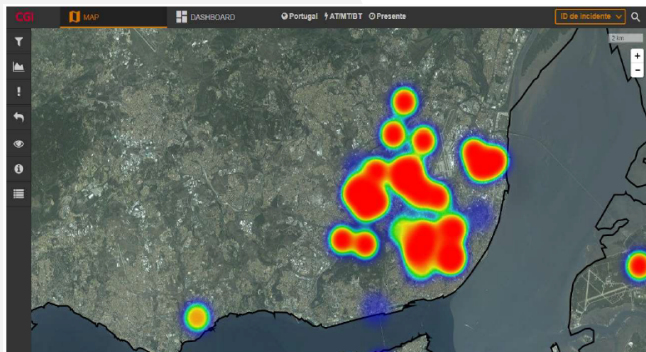 CGI MAP DASHBOARD Portugal AT/MT/BT Presente ID de incidente
2 km
+
−